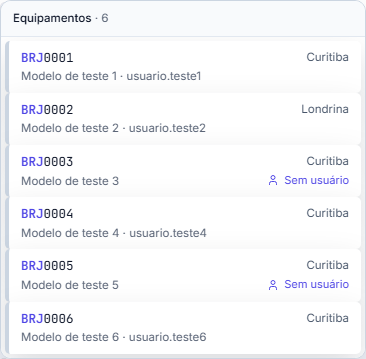 Equipamentos · 6
BRJ0001 Curitiba
Modelo de teste 1 · usuario.teste1
BRJ0002 Londrina
Modelo de teste 2 · usuario.teste2
BRJ0003 Curitiba
Modelo de teste 3 Sem usuário
BRJ0004 Curitiba
Modelo de teste 4 · usuario.teste4
BRJ0005 Curitiba
Modelo de teste 5 Sem usuário
BRJ0006 Curitiba
Modelo de teste 6 · usuario.teste6